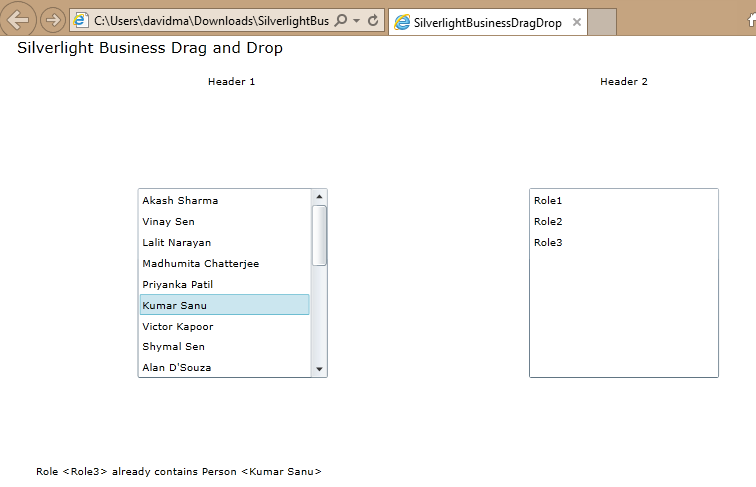 C:\Users\davidma\Downloads\SilverlightBus
SilverlightBusinessDragDrop
Silverlight Business Drag and Drop
Header 1
Header 2
Akash Sharma
Vinay Sen
Lalit Narayan
Madhumita Chatterjee
Priyanka Patil
Kumar Sanu
Victor Kapoor
Shymal Sen
Alan D'Souza
Role1
Role2
Role3
Role <Role3> already contains Person <Kumar Sanu>